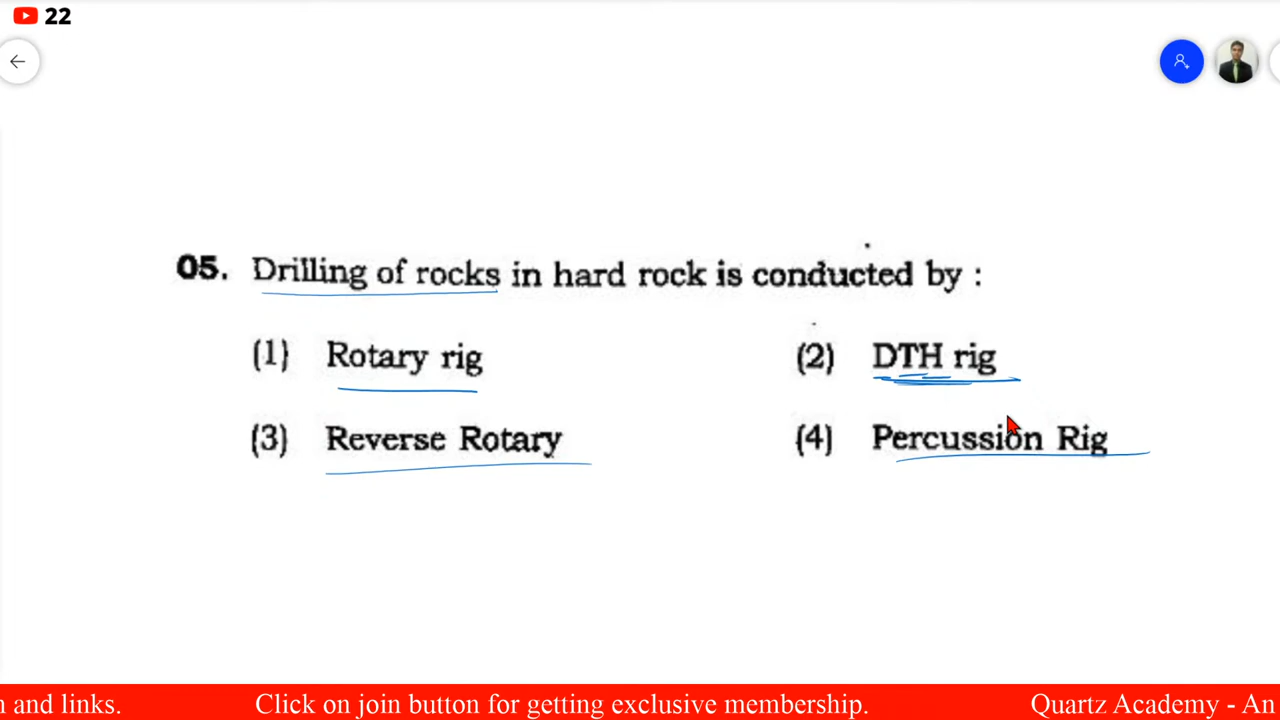 22
05. Drilling of rocks in hard rock is conducted by :
(1) Rotary rig (2) DTH rig
(3) Reverse Rotary (4) Percussion Rig
and links. Click on join button for getting exclusive membership. Quartz Academy - An